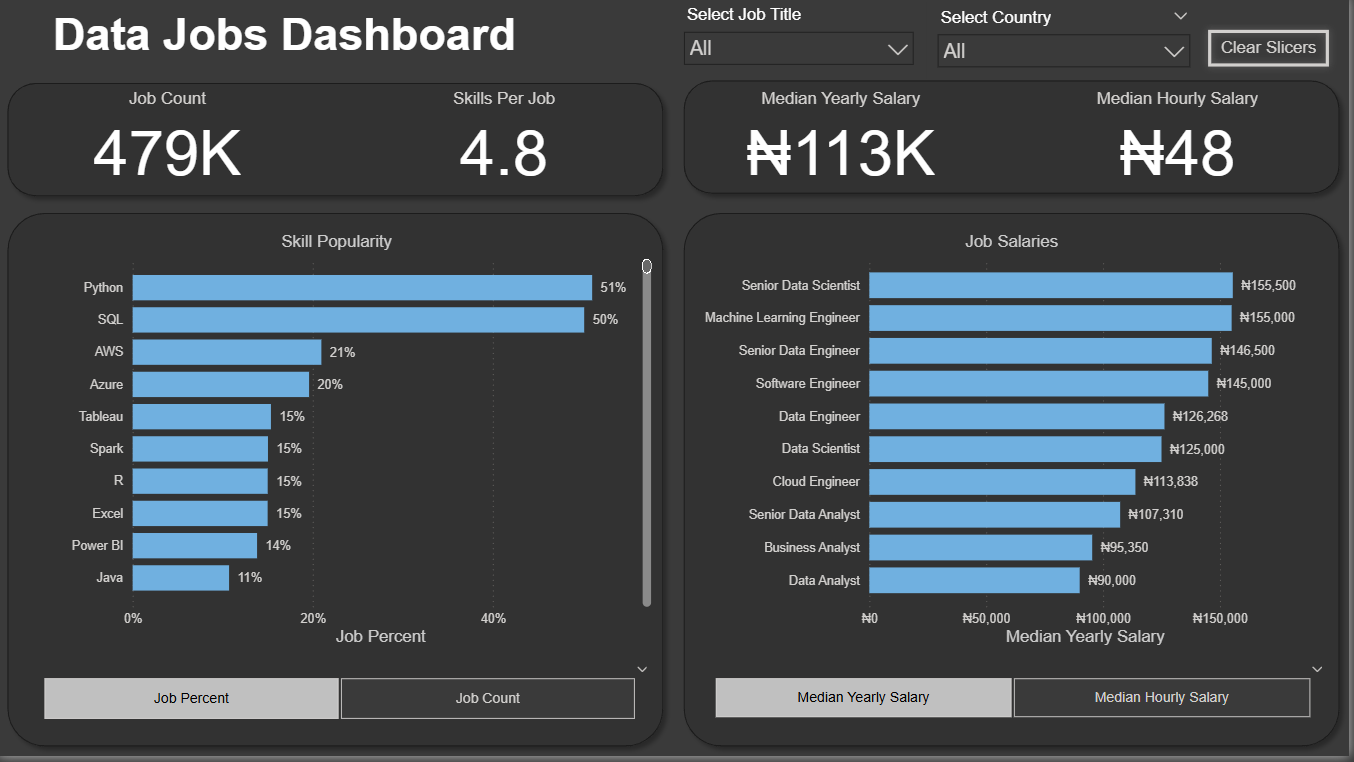 Data Jobs Dashboard
Select Job Title
All
Select Country
All
Clear Slicers
Job Count
479K
Skills Per Job
4.8
Median Yearly Salary
₦113K
Median Hourly Salary
₦48
Skill Popularity
Python 51%
SQL 50%
AWS 21%
Azure 20%
Tableau 15%
Spark 15%
R 15%
Excel 15%
Power BI 14%
Java 11%
0% 20% 40%
Job Percent
Job Percent
Job Count
Job Salaries
Senior Data Scientist ₦155,500
Machine Learning Engineer ₦155,000
Senior Data Engineer ₦146,500
Software Engineer ₦145,000
Data Engineer ₦126,268
Data Scientist ₦125,000
Cloud Engineer ₦113,838
Senior Data Analyst ₦107,310
Business Analyst ₦95,350
Data Analyst ₦90,000
₦0 ₦50,000 ₦100,000 ₦150,000
Median Yearly Salary
Median Yearly Salary
Median Hourly Salary